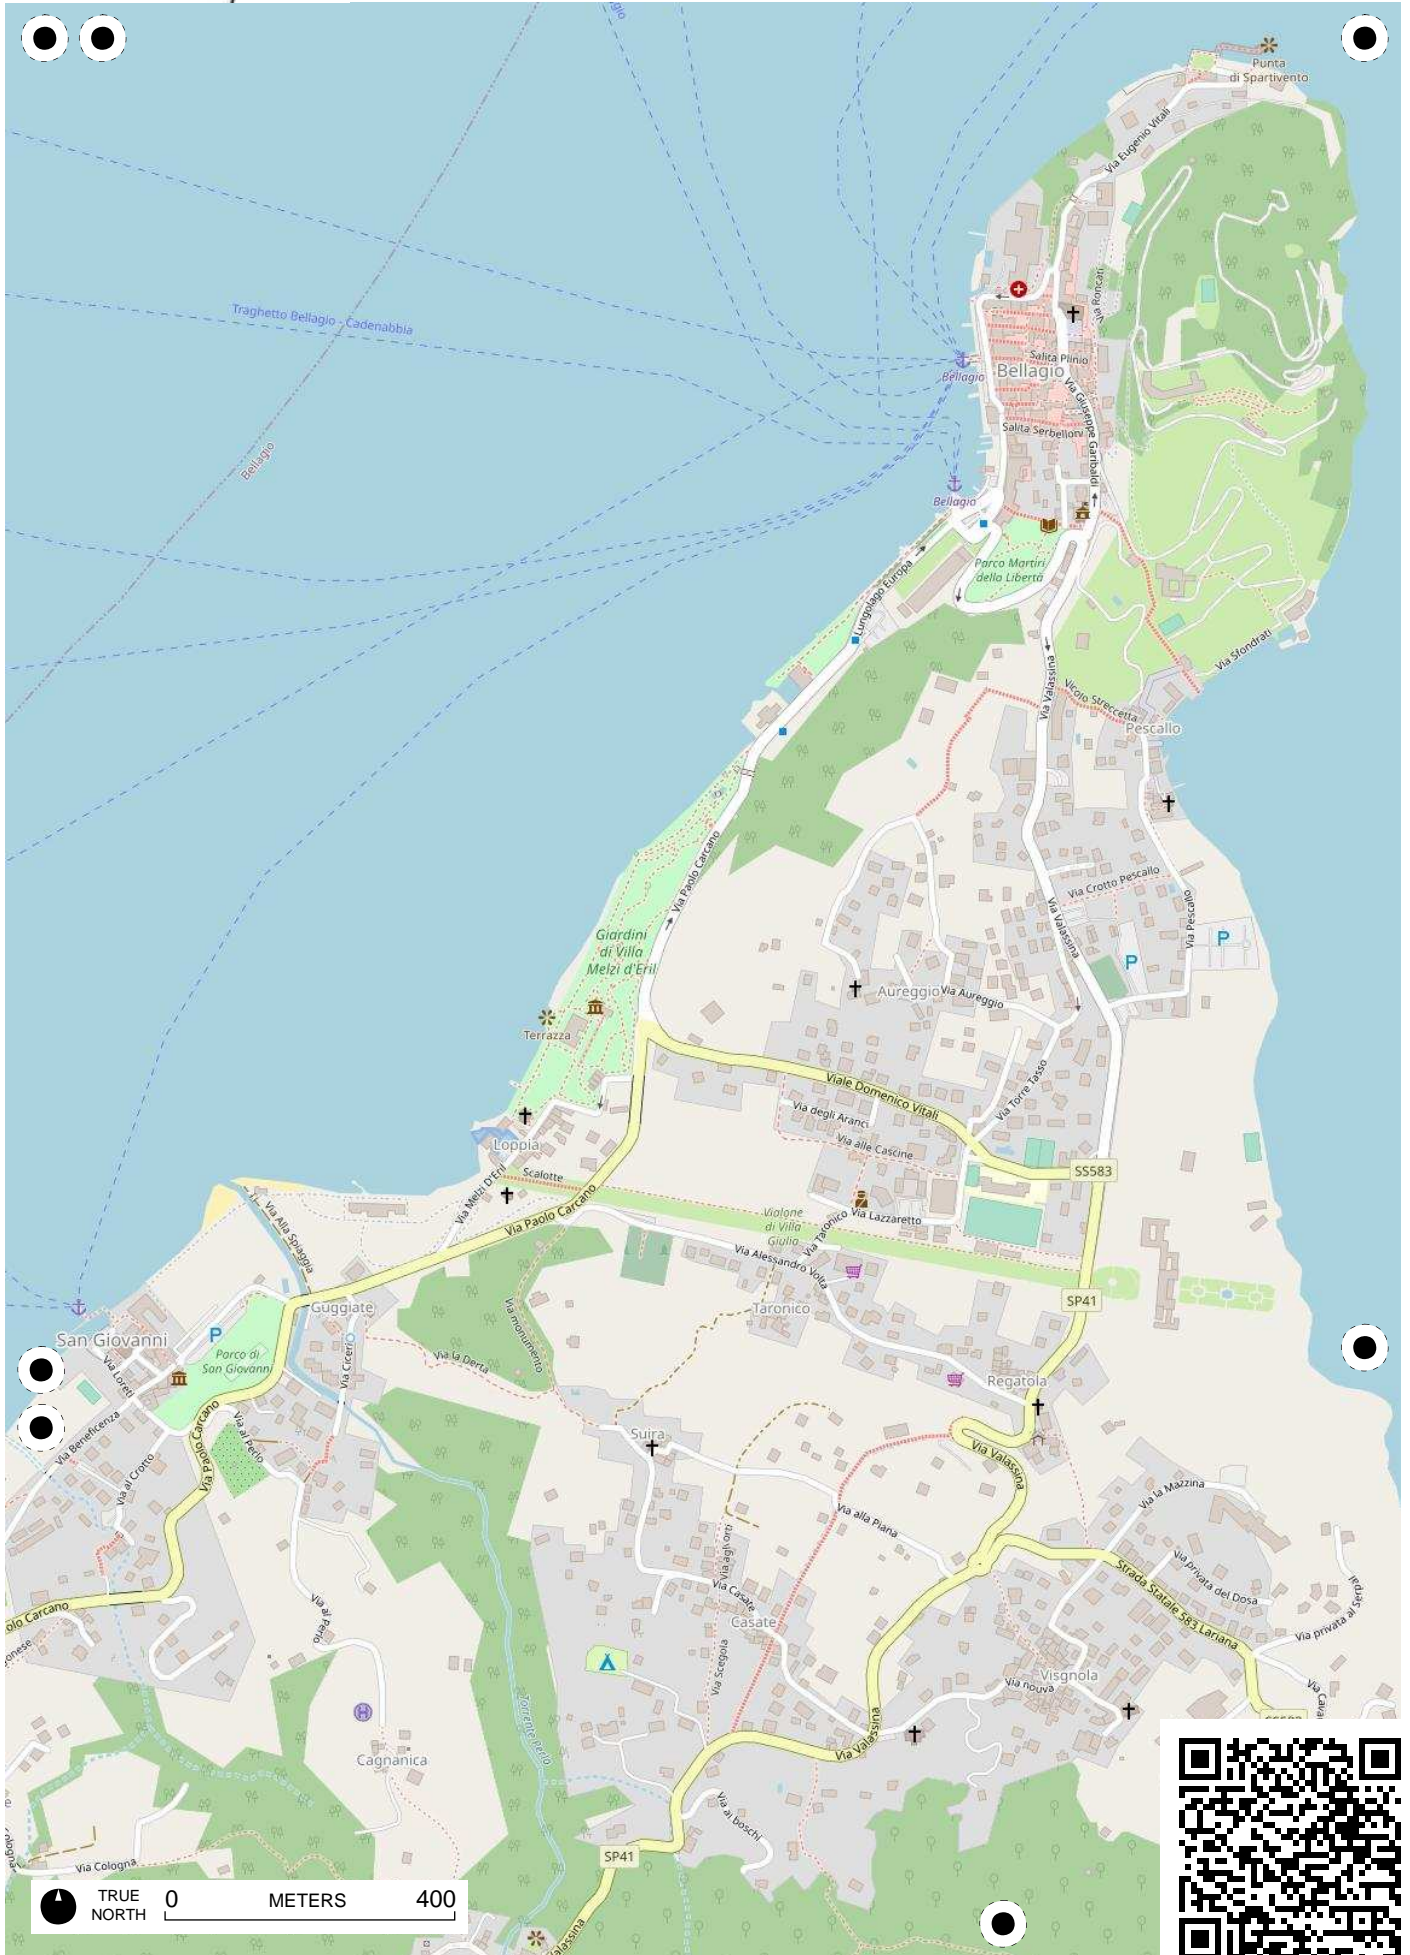 Punta
di Spartivento
Via Eugenio Vitali
Via Roncati
Traghetto Bellagio - Cadenabbia
Salita Plinio
Bellagio
Bellagio
Via Giuseppe Garibaldi
Salita Serbelloni
Bellagio
Bellagio
Parco Martiri
della Libertà
Lungolago Europa
Via Sfondrati
Via Valassina
Vicolo Streccetta
Pescallo
Via Paolo Carcano
Via Crotto Pescallo
Via Valassina
Via Pescallo
P
P
Giardini
di Villa
Melzi d'Eril
Aureggio
Via Aureggio
Terrazza
Viale Domenico Vitali
Via Torre Tasso
Via degli Aranci
Via alle Cascine
Loppia
SS583
Scalotte
Via Melzi D'Eril
Via Paolo Carcano
Via Lazzaretto
Vialone
di Villa
Giulia
Via Taronico
Via Alla Spiaggia
Via Alessandro Volta
Guggiate
Taronico
SP41
San Giovanni
P
Parco di
San Giovanni
Via monumento
Via la Derta
Via Ciceri
Via Loreti
Regatola
Via Beneficenza
Via Paolo Carcano
Via al Perlo
Suira
Via Valassina
Via al Crotto
Via la Mazzina
Via alla Piana
Via agli orti
Strada Statale 583 Lariana
Via privata del Dosa
Via Casate
Casate
Via privata al Serpal
olo Carcano
Via al Perlo
onese
Via Scegola
Visgnola
Via nouva
Torrente Perlo
H
Via Valassina
Cagnanica
Via ai boschi
SP41
Via Cologna
ologna
TRUE
NORTH
0 METERS 400
alassina